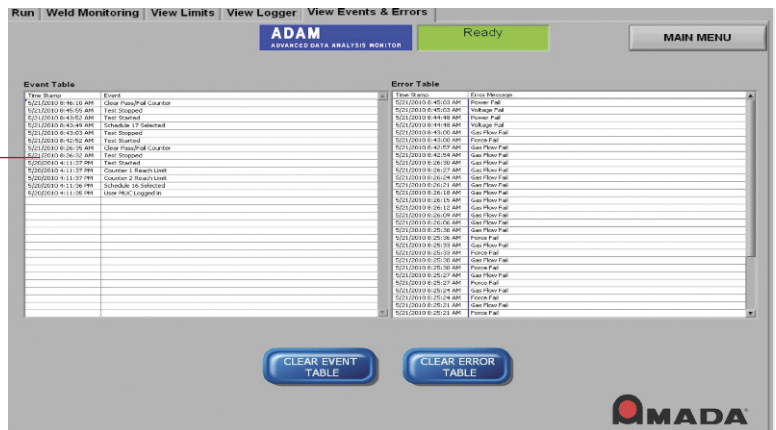 Run Weld Monitoring View Limits View Logger View Events & Errors
ADAM
ADVANCED DATA ANALYSIS MONITOR
Ready
MAIN MENU
Event Table
Time Stamp Event
5/21/2010 8:46:10 AM Clear Pass/Fail Counter
5/21/2010 8:45:55 AM Test Stopped
5/21/2010 8:43:52 AM Test Started
5/21/2010 8:43:49 AM Schedule 17 Selected
5/21/2010 8:43:03 AM Test Stopped
5/21/2010 8:42:52 AM Test Started
5/21/2010 8:26:35 AM Clear Pass/Fail Counter
5/21/2010 8:26:32 AM Test Stopped
5/20/2010 4:11:37 PM Test Started
5/20/2010 4:11:37 PM Counter 1 Reach Limit
5/20/2010 4:11:37 PM Counter 2 Reach Limit
5/20/2010 4:11:36 PM Schedule 16 Selected
5/20/2010 4:11:35 PM User MUC Logged in
Error Table
Time Stamp Error Message
5/21/2010 8:45:03 AM Power Fail
5/21/2010 8:45:03 AM Voltage Fail
5/21/2010 8:44:48 AM Power Fail
5/21/2010 8:44:48 AM Voltage Fail
5/21/2010 8:43:00 AM Gas Flow Fail
5/21/2010 8:43:00 AM Force Fail
5/21/2010 8:42:57 AM Gas Flow Fail
5/21/2010 8:42:54 AM Gas Flow Fail
5/21/2010 8:26:30 AM Gas Flow Fail
5/21/2010 8:26:27 AM Gas Flow Fail
5/21/2010 8:26:24 AM Gas Flow Fail
5/21/2010 8:26:21 AM Gas Flow Fail
5/21/2010 8:26:18 AM Gas Flow Fail
5/21/2010 8:26:15 AM Gas Flow Fail
5/21/2010 8:26:12 AM Gas Flow Fail
5/21/2010 8:26:09 AM Gas Flow Fail
5/21/2010 8:26:06 AM Gas Flow Fail
5/21/2010 8:25:36 AM Gas Flow Fail
5/21/2010 8:25:36 AM Force Fail
5/21/2010 8:25:33 AM Gas Flow Fail
5/21/2010 8:25:33 AM Force Fail
5/21/2010 8:25:30 AM Gas Flow Fail
5/21/2010 8:25:30 AM Force Fail
5/21/2010 8:25:27 AM Gas Flow Fail
5/21/2010 8:25:27 AM Force Fail
5/21/2010 8:25:24 AM Gas Flow Fail
5/21/2010 8:25:24 AM Force Fail
5/21/2010 8:25:21 AM Gas Flow Fail
5/21/2010 8:25:21 AM Force Fail
CLEAR EVENT
TABLE
CLEAR ERROR
TABLE
AMADA